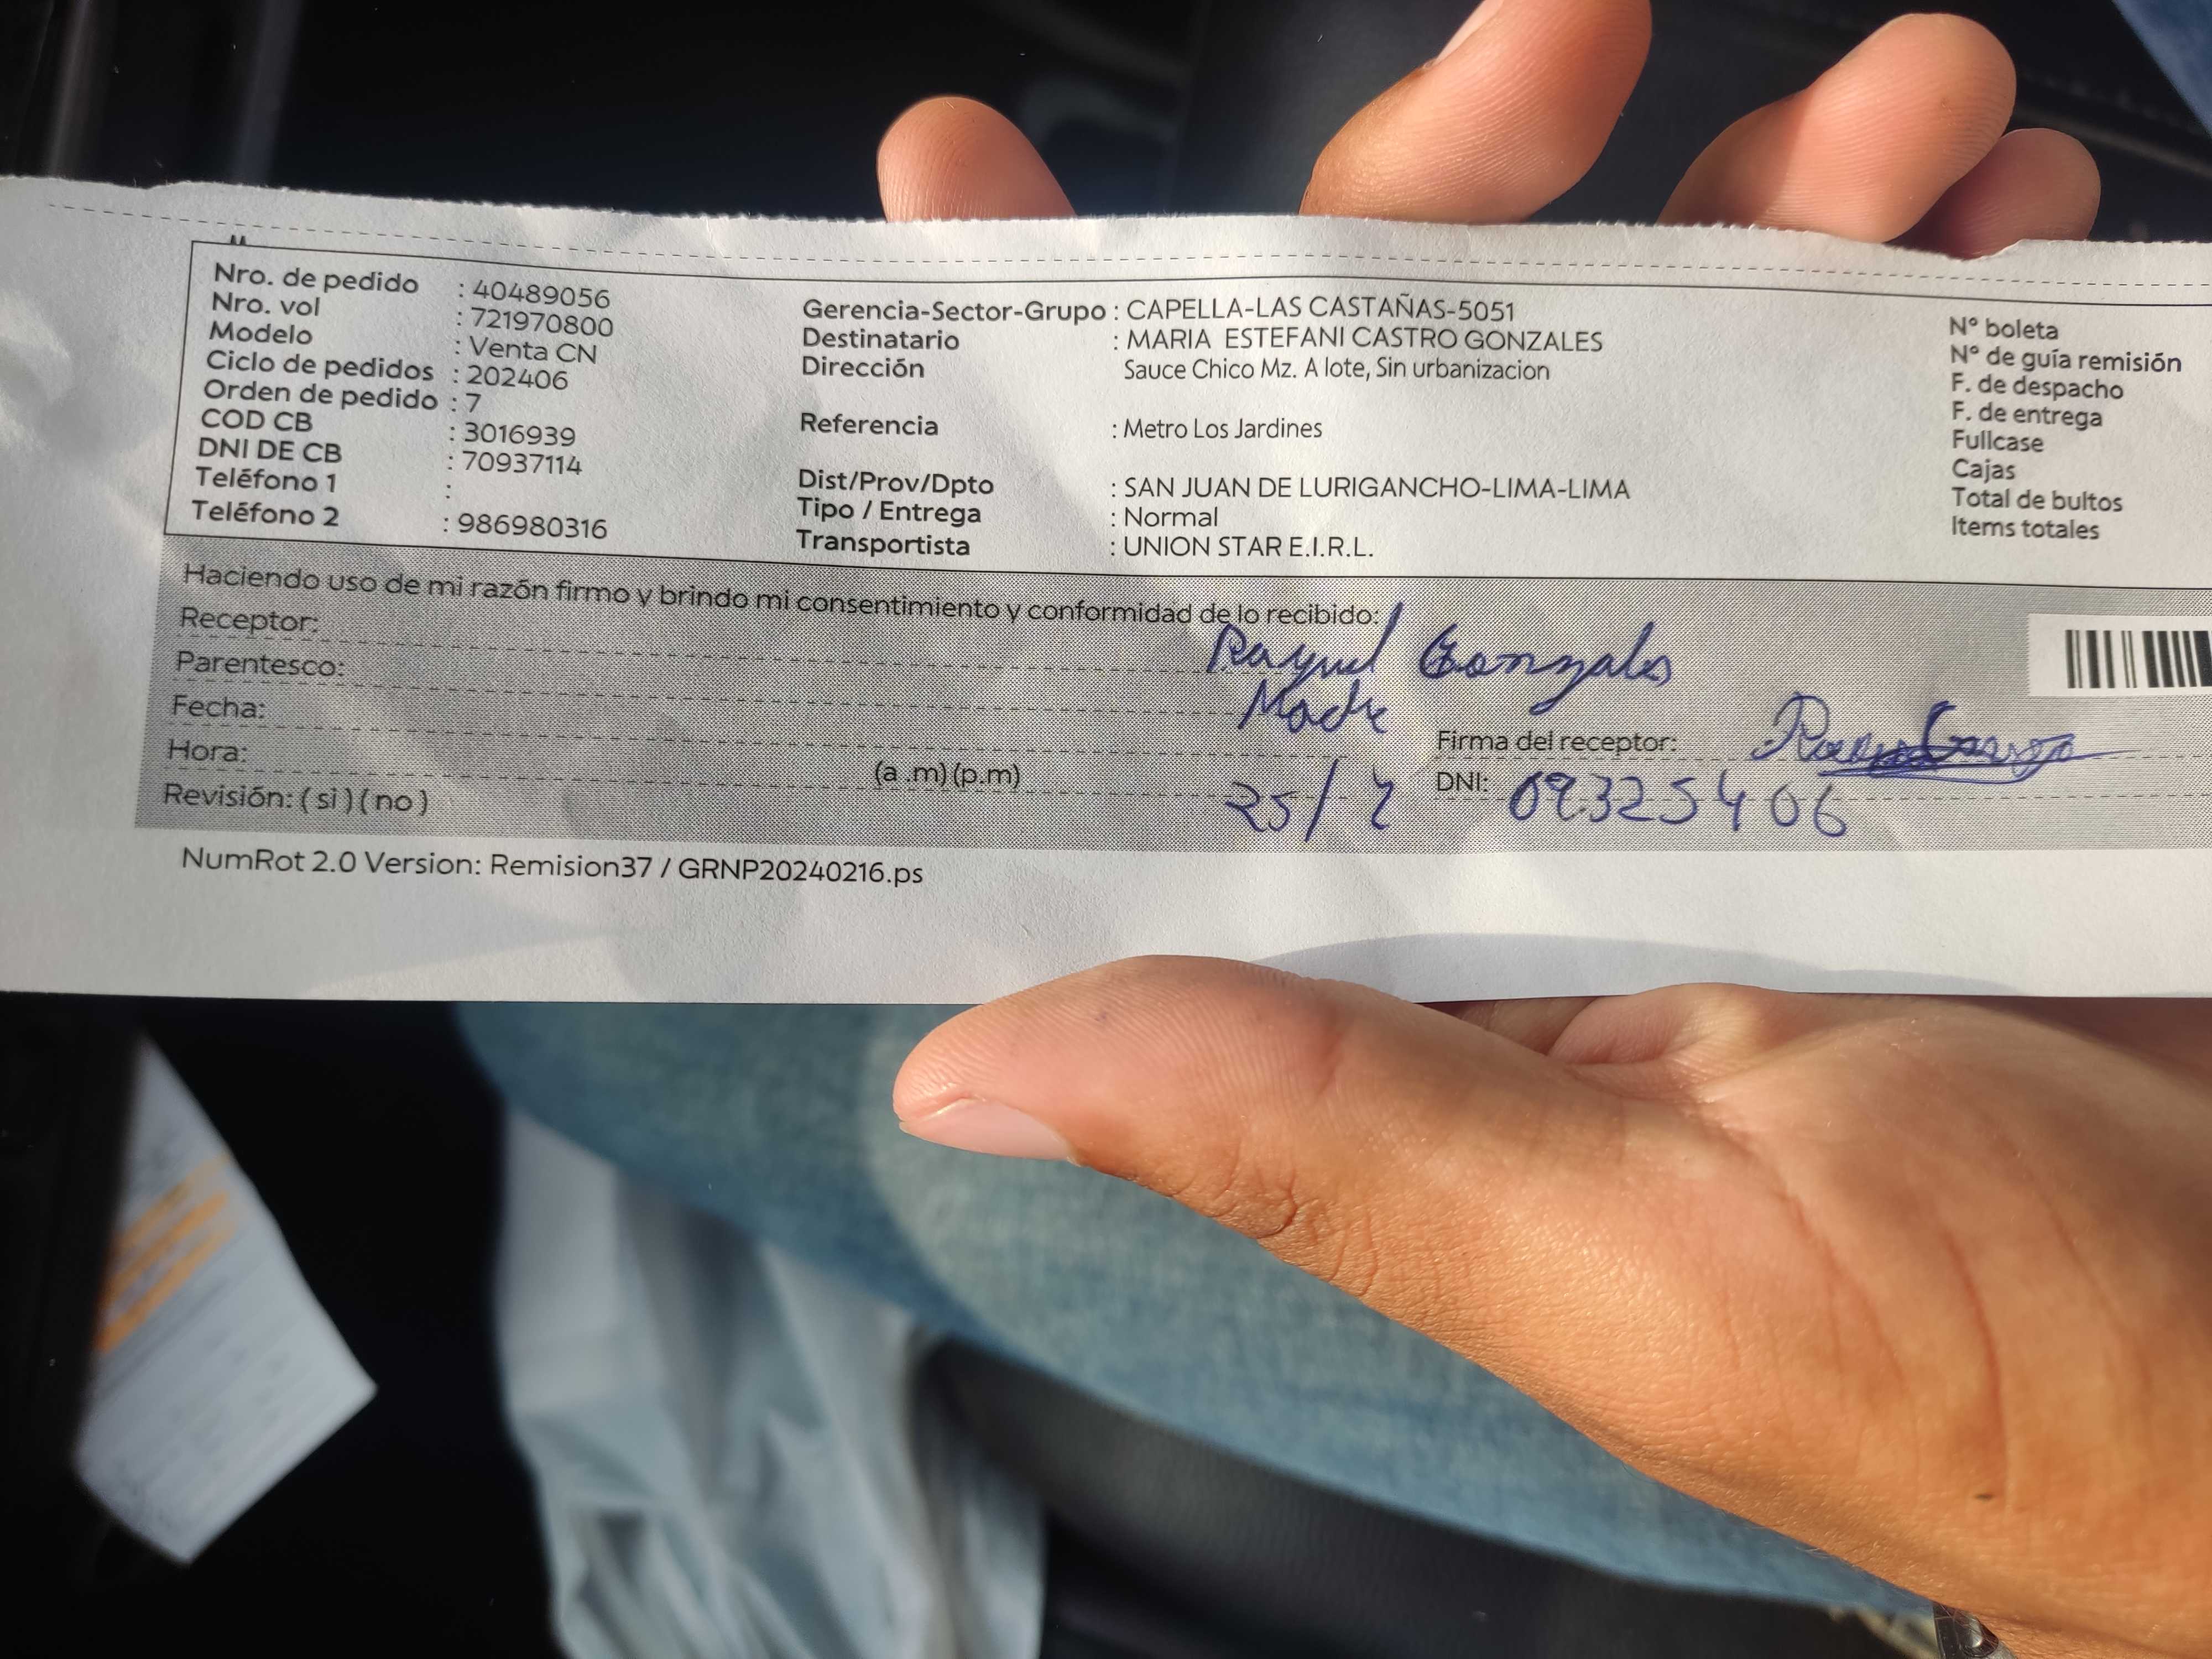 Nro. de pedido : 40489056
Nro. vol : 721970800
Modelo : Venta CN
Ciclo de pedidos : 202406
Orden de pedido : 7
COD CB : 3016939
DNI DE CB : 70937114
Teléfono 1 :
Teléfono 2 : 986980316
Gerencia-Sector-Grupo : CAPELLA-LAS CASTAÑAS-5051
Destinatario : MARIA ESTEFANI CASTRO GONZALES
Dirección Sauce Chico Mz. A lote, Sin urbanizacion
Referencia : Metro Los Jardines
Dist/Prov/Dpto : SAN JUAN DE LURIGANCHO-LIMA-LIMA
Tipo / Entrega : Normal
Transportista : UNION STAR E.I.R.L.
N° boleta
N° de guía remisión
F. de despacho
F. de entrega
Fullcase
Cajas
Total de bultos
Items totales
Haciendo uso de mi razón firmo y brindo mi consentimiento y conformidad de lo recibido:
Receptor: Raquel Gonzales
Parentesco: Madre
Fecha:
Firma del receptor:
Hora: (a .m) (p.m) 25/
DNI: 09325406
Revisión: ( si ) ( no )
NumRot 2.0 Version: Remision37 / GRNP20240216.ps